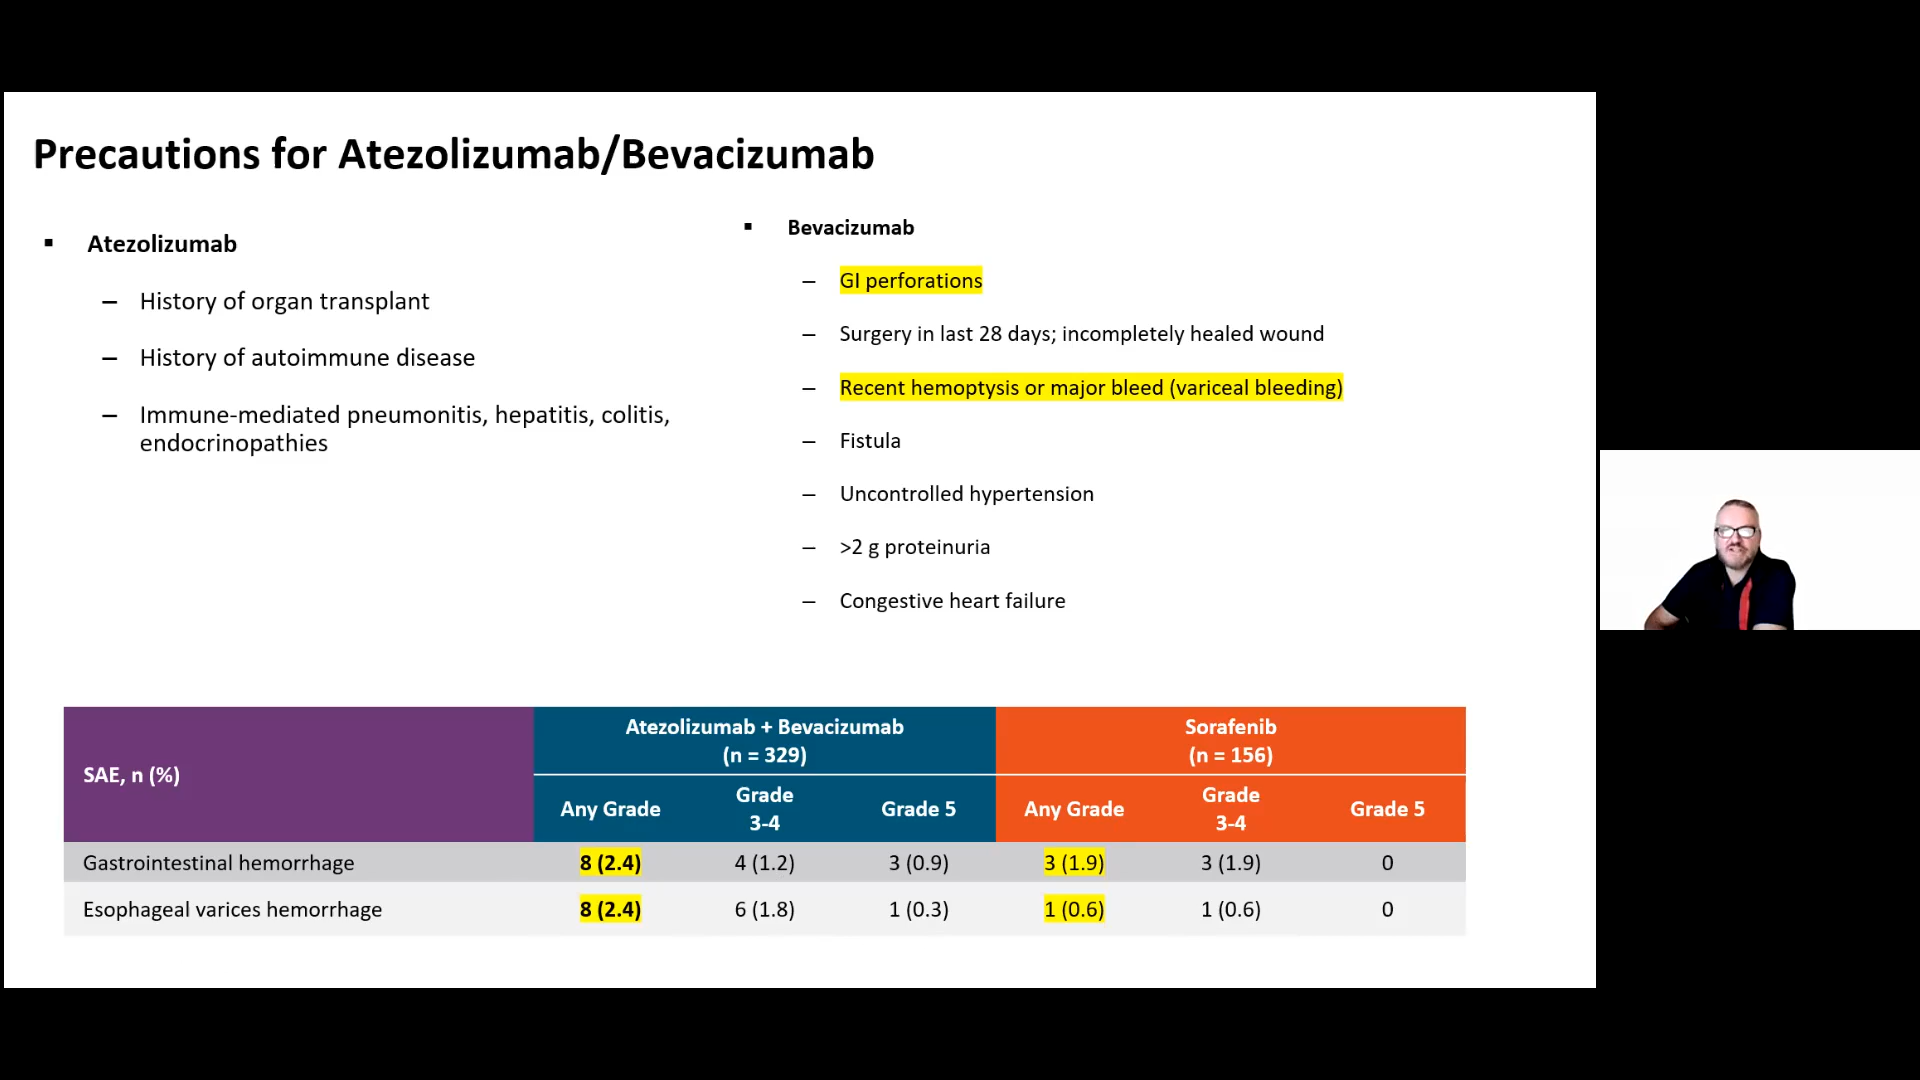 Precautions for Atezolizumab/Bevacizumab
▪ Atezolizumab
– History of organ transplant
– History of autoimmune disease
– Immune-mediated pneumonitis, hepatitis, colitis,
endocrinopathies
▪ Bevacizumab
– GI perforations
– Surgery in last 28 days; incompletely healed wound
– Recent hemoptysis or major bleed (variceal bleeding)
– Fistula
– Uncontrolled hypertension
– >2 g proteinuria
– Congestive heart failure
SAE, n (%)
Atezolizumab + Bevacizumab
(n = 329)
Sorafenib
(n = 156)
Any Grade
Grade
3-4
Grade 5
Any Grade
Grade
3-4
Grade 5
Gastrointestinal hemorrhage 8 (2.4) 4 (1.2) 3 (0.9) 3 (1.9) 3 (1.9) 0
Esophageal varices hemorrhage 8 (2.4) 6 (1.8) 1 (0.3) 1 (0.6) 1 (0.6) 0